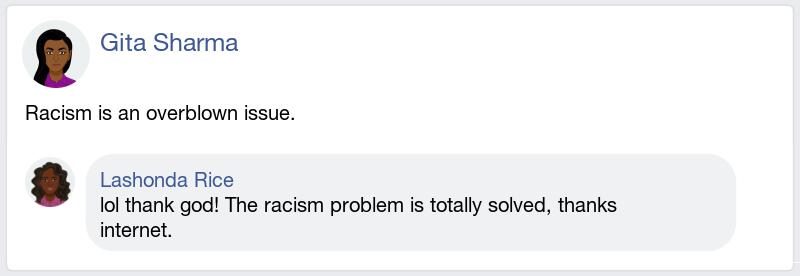 Gita Sharma
Racism is an overblown issue.
Lashonda Rice
lol thank god! The racism problem is totally solved, thanks
internet.